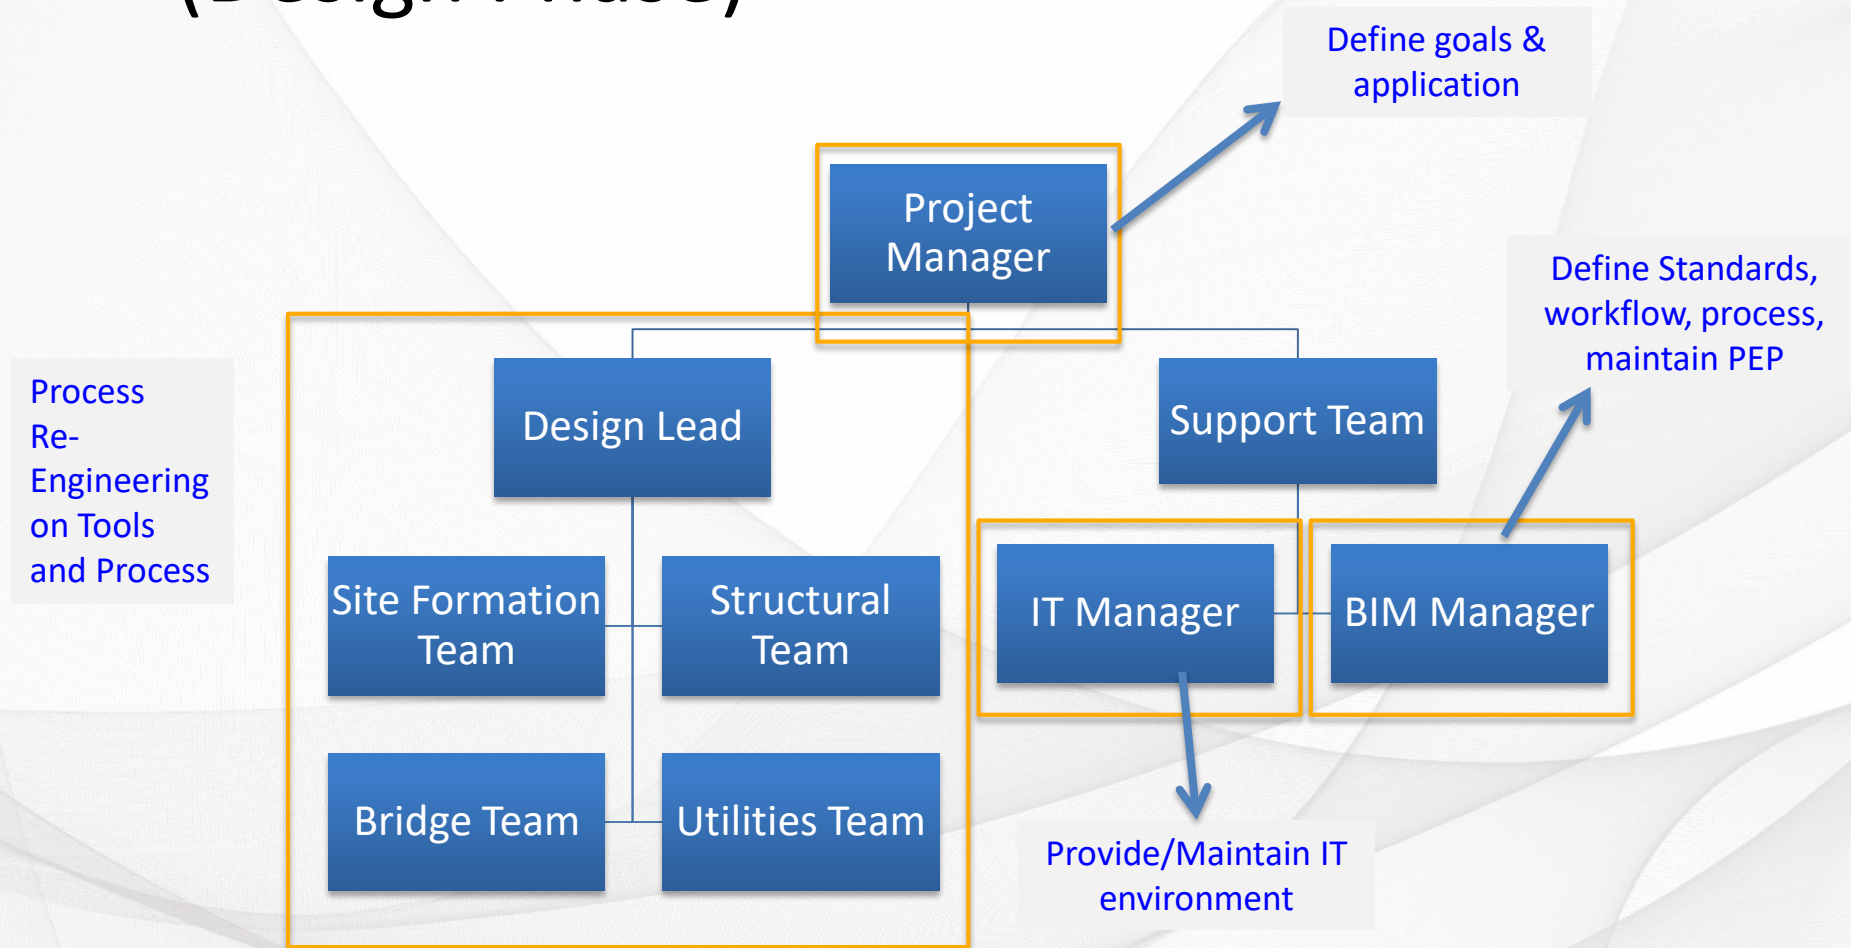 (Design Phase)
Define goals &
application
Project
Manager
Define Standards,
workflow, process,
maintain PEP
Process
Re-
Engineering
on Tools
and Process
Design Lead
Support Team
Site Formation
Team
Structural
Team
IT Manager
BIM Manager
Bridge Team
Utilities Team
Provide/Maintain IT
environment